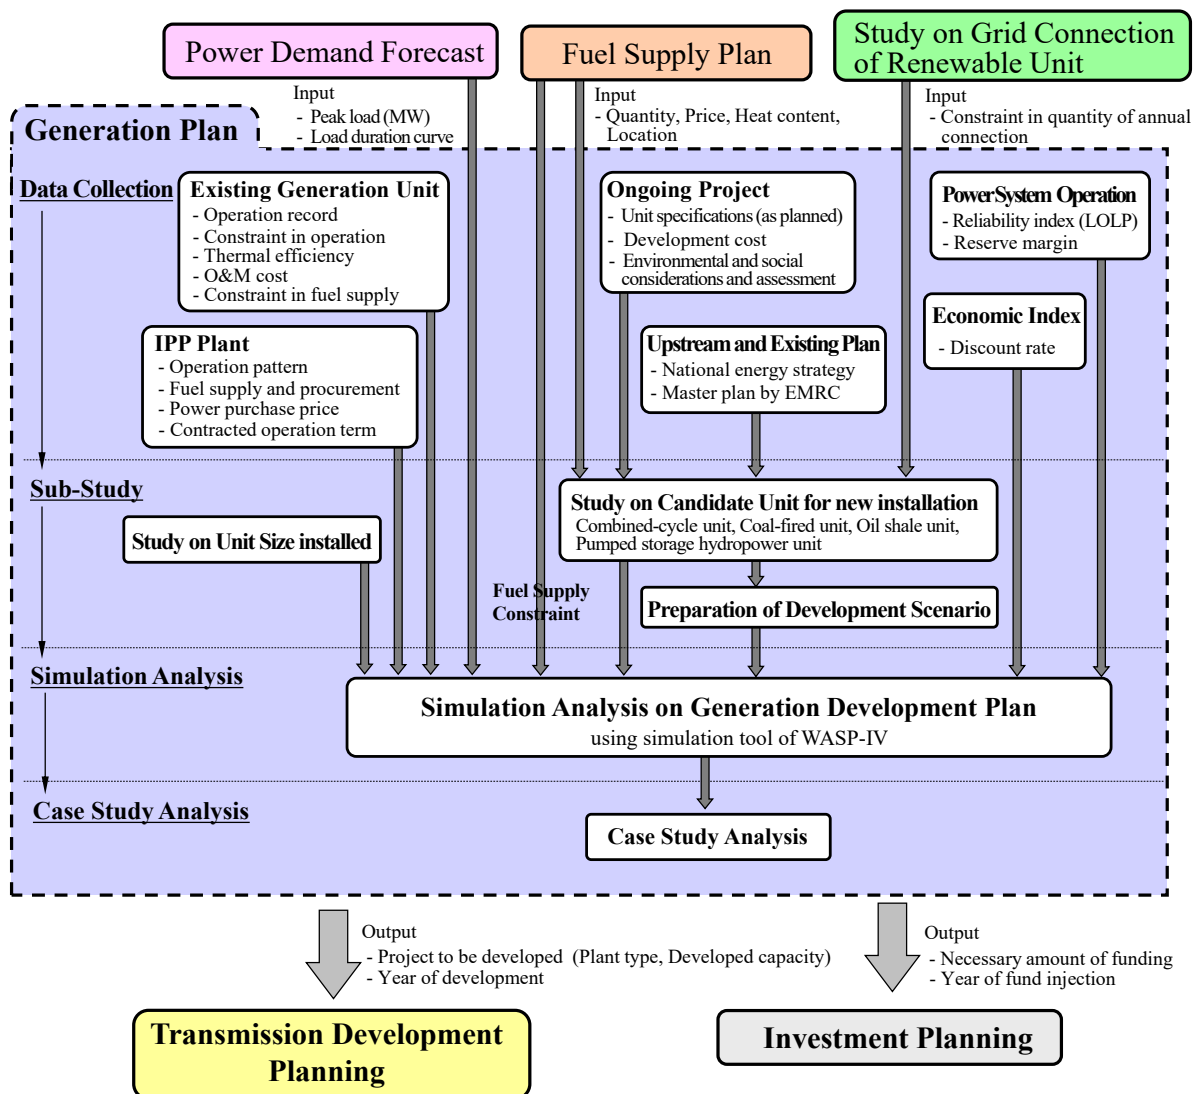 Power Demand Forecast
Fuel Supply Plan
Study on Grid Connection
of Renewable Unit
Input
- Peak load (MW)
- Load duration curve
Input
- Quantity, Price, Heat content,
Location
Input
- Constraint in quantity of annual
connection
Generation Plan
Data Collection
Existing Generation Unit
- Operation record
- Constraint in operation
- Thermal efficiency
- O&M cost
- Constraint in fuel supply
Ongoing Project
- Unit specifications (as planned)
- Development cost
- Environmental and social
considerations and assessment
Power System Operation
- Reliability index (LOLP)
- Reserve margin
IPP Plant
- Operation pattern
- Fuel supply and procurement
- Power purchase price
- Contracted operation term
Upstream and Existing Plan
- National energy strategy
- Master plan by EMRC
Economic Index
- Discount rate
Sub-Study
Study on Unit Size installed
Study on Candidate Unit for new installation
Combined-cycle unit, Coal-fired unit, Oil shale unit,
Pumped storage hydropower unit
Fuel Supply
Constraint
Preparation of Development Scenario
Simulation Analysis
Simulation Analysis on Generation Development Plan
using simulation tool of WASP-IV
Case Study Analysis
Case Study Analysis
Output
- Project to be developed (Plant type, Developed capacity)
- Year of development
Output
- Necessary amount of funding
- Year of fund injection
Transmission Development
Planning
Investment Planning